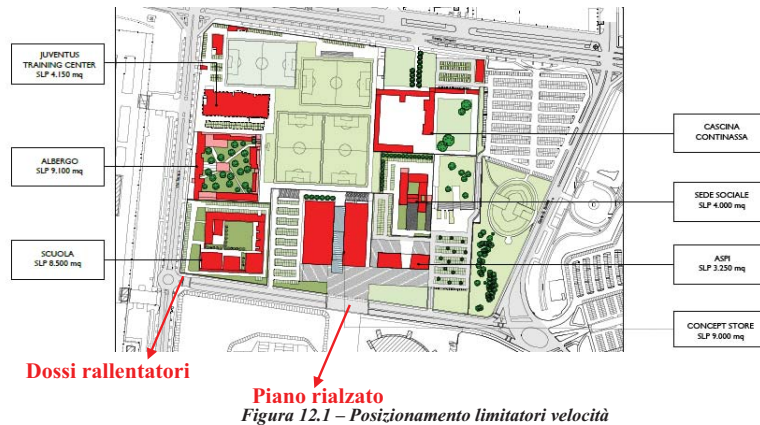 JUVENTUS
TRAINING CENTER
SLP 4.150 mq
ALBERGO
SLP 9.100 mq
SCUOLA
SLP 8.500 mq
CASCINA
CONTINASSA
SEDE SOCIALE
SLP 4.000 mq
ASPI
SLP 3.250 mq
CONCEPT STORE
SLP 9.000 mq
Dossi rallentatori
Piano rialzato
Figura 12.1 – Posizionamento limitatori velocità